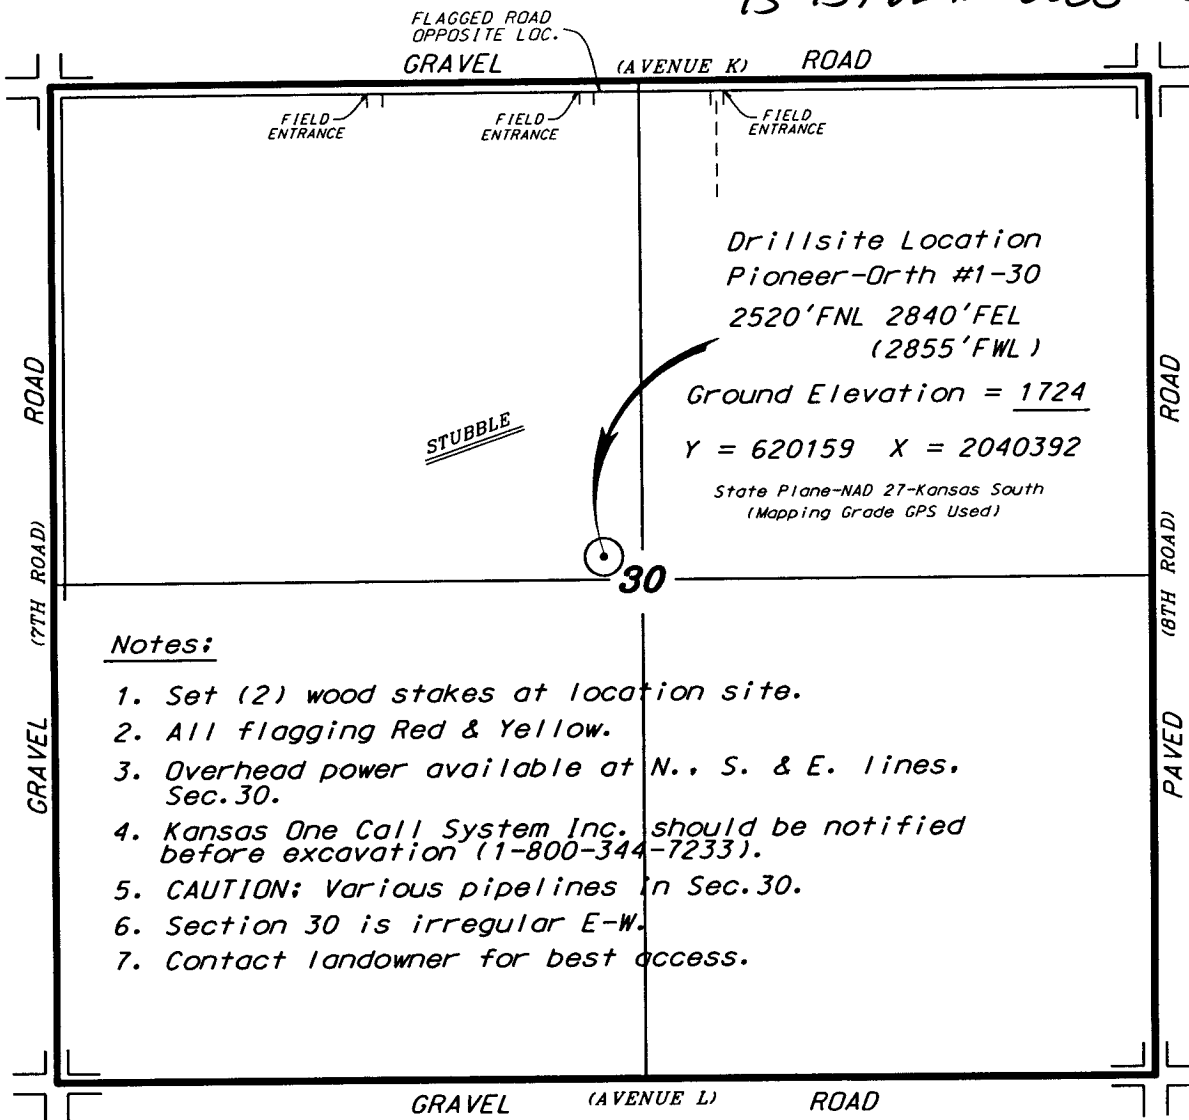 FLAGGED ROAD
OPPOSITE LOC.
GRAVEL (AVENUE K) ROAD
FIELD
ENTRANCE
FIELD
ENTRANCE
FIELD
ENTRANCE
Drillsite Location
Pioneer-Orth #1-30
2520'FNL 2840'FEL
(2855'FWL)
Ground Elevation = 1724
Y = 620159 X = 2040392
State Plane-NAD 27-Kansas South
(Mapping Grade GPS Used)
STUBBLE
30
GRAVEL (7TH ROAD) ROAD
PAVED (8TH ROAD) ROAD
Notes:
1. Set (2) wood stakes at location site.
2. All flagging Red & Yellow.
3. Overhead power available at N., S. & E. lines,
Sec.30.
4. Kansas One Call System Inc. should be notified
before excavation (1-800-344-7233).
5. CAUTION: Various pipelines in Sec.30.
6. Section 30 is irregular E-W.
7. Contact landowner for best access.
GRAVEL (AVENUE L) ROAD